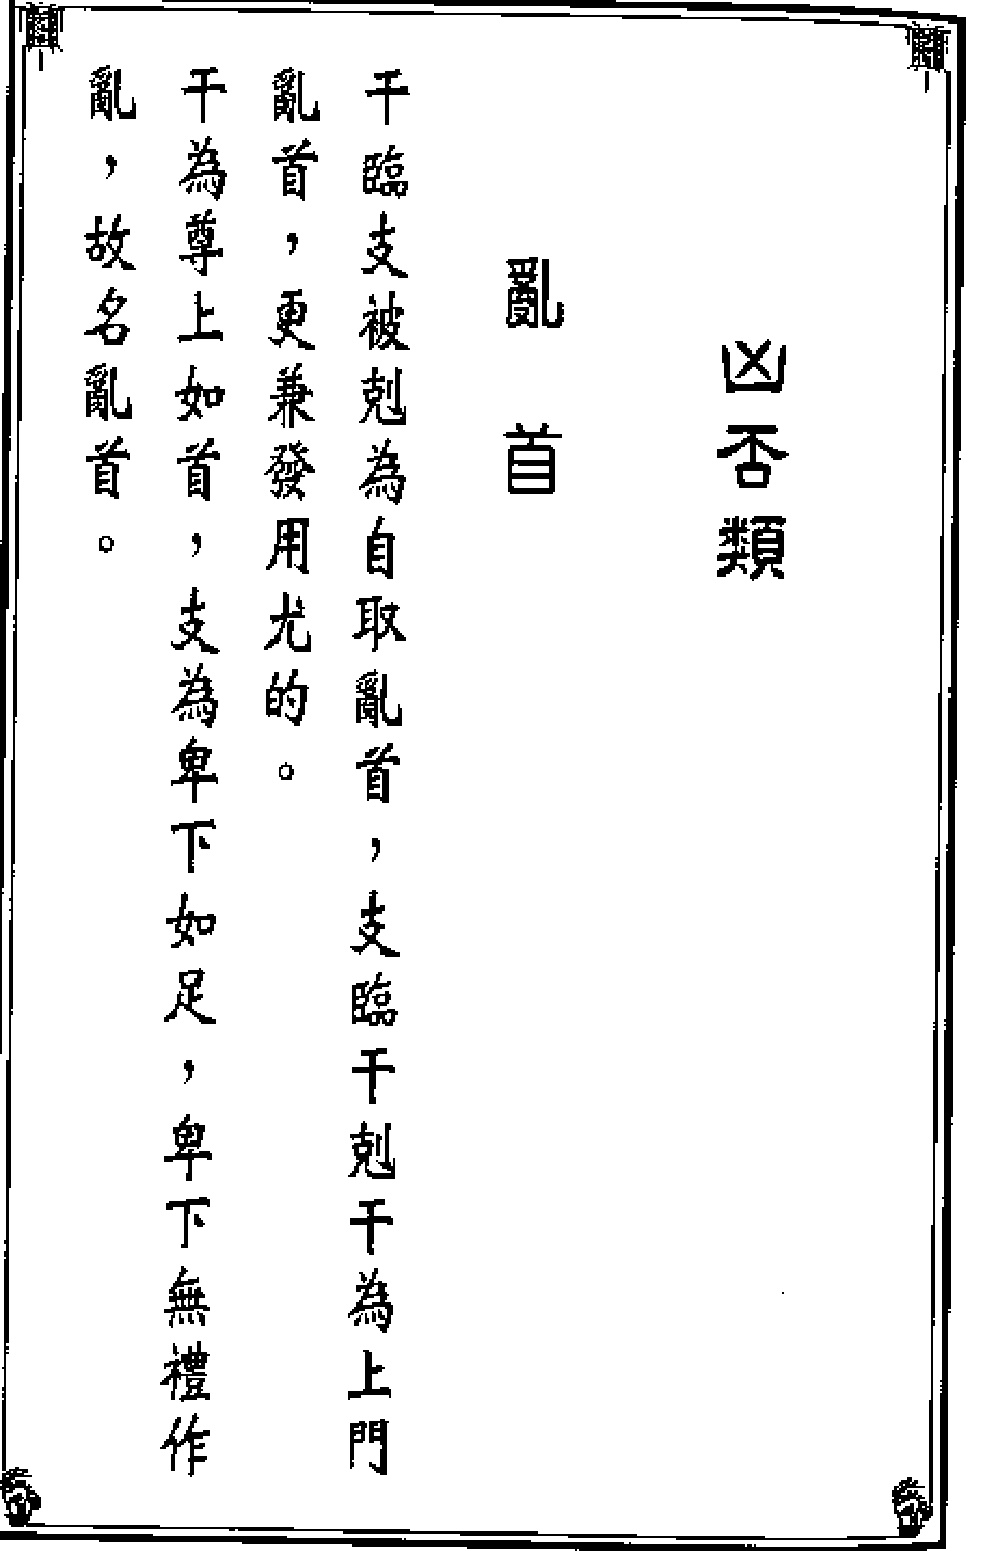 凶否類
亂首
干臨支被剋為自取亂首，支臨干剋干為上門
亂首，更兼發用尤的。
干為尊上如首，支為卑下如足，卑下無禮作
亂，故名亂首。